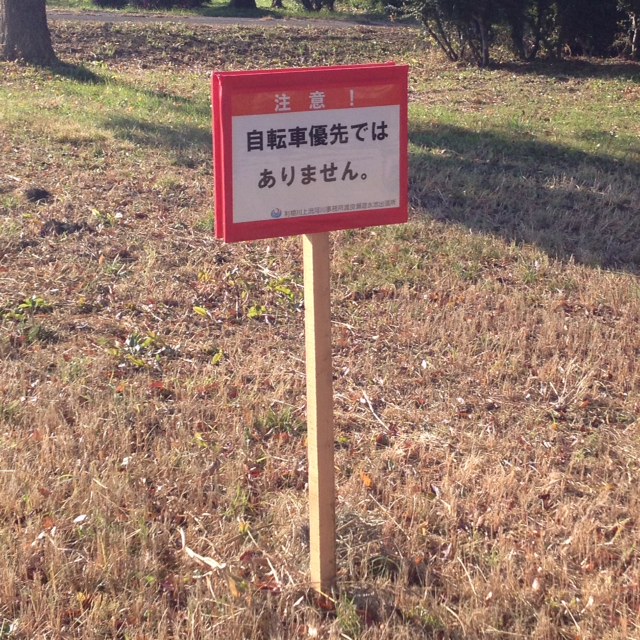 注 意 !
自転車優先では
ありません。